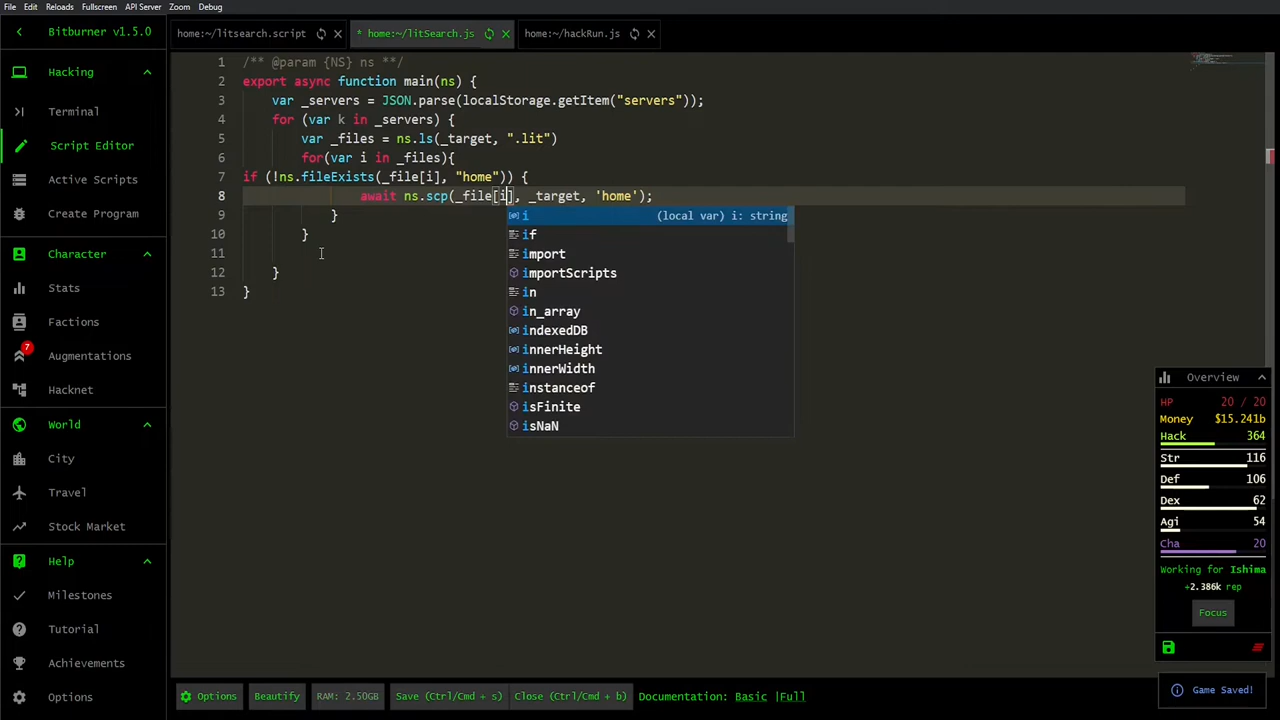 File Edit Reloads Fullscreen API Server Zoom Debug
Bitburner v1.5.0
Hacking
Terminal
Script Editor
Active Scripts
Create Program
Character
Stats
Factions
7
Augmentations
Hacknet
World
City
Travel
Stock Market
Help
Milestones
Tutorial
Achievements
Options
home:~/litsearch.script
* home:~/litSearch.js
home:~/hackRun.js
1 /** @param {NS} ns **/
2 export async function main(ns) {
3 var _servers = JSON.parse(localStorage.getItem("servers"));
4 for (var k in _servers) {
5 var _files = ns.ls(_target, ".lit")
6 for(var i in _files){
7 if (!ns.fileExists(_file[i], "home")) {
8 await ns.scp(_file[i], _target, 'home');
9 }
10 }
11
12 }
13 }
i (local var) i: string
if
import
importScripts
in
in_array
indexedDB
innerHeight
innerWidth
instanceof
isFinite
isNaN
Overview
HP 20 / 20
Money $15.241b
Hack 364
Str 116
Def 106
Dex 62
Agi 54
Cha 20
Working for Ishima
+2.386k rep
Focus
Options Beautify RAM: 2.50GB Save (Ctrl/Cmd + s) Close (Ctrl/Cmd + b) Documentation: Basic |Full
Game Saved!